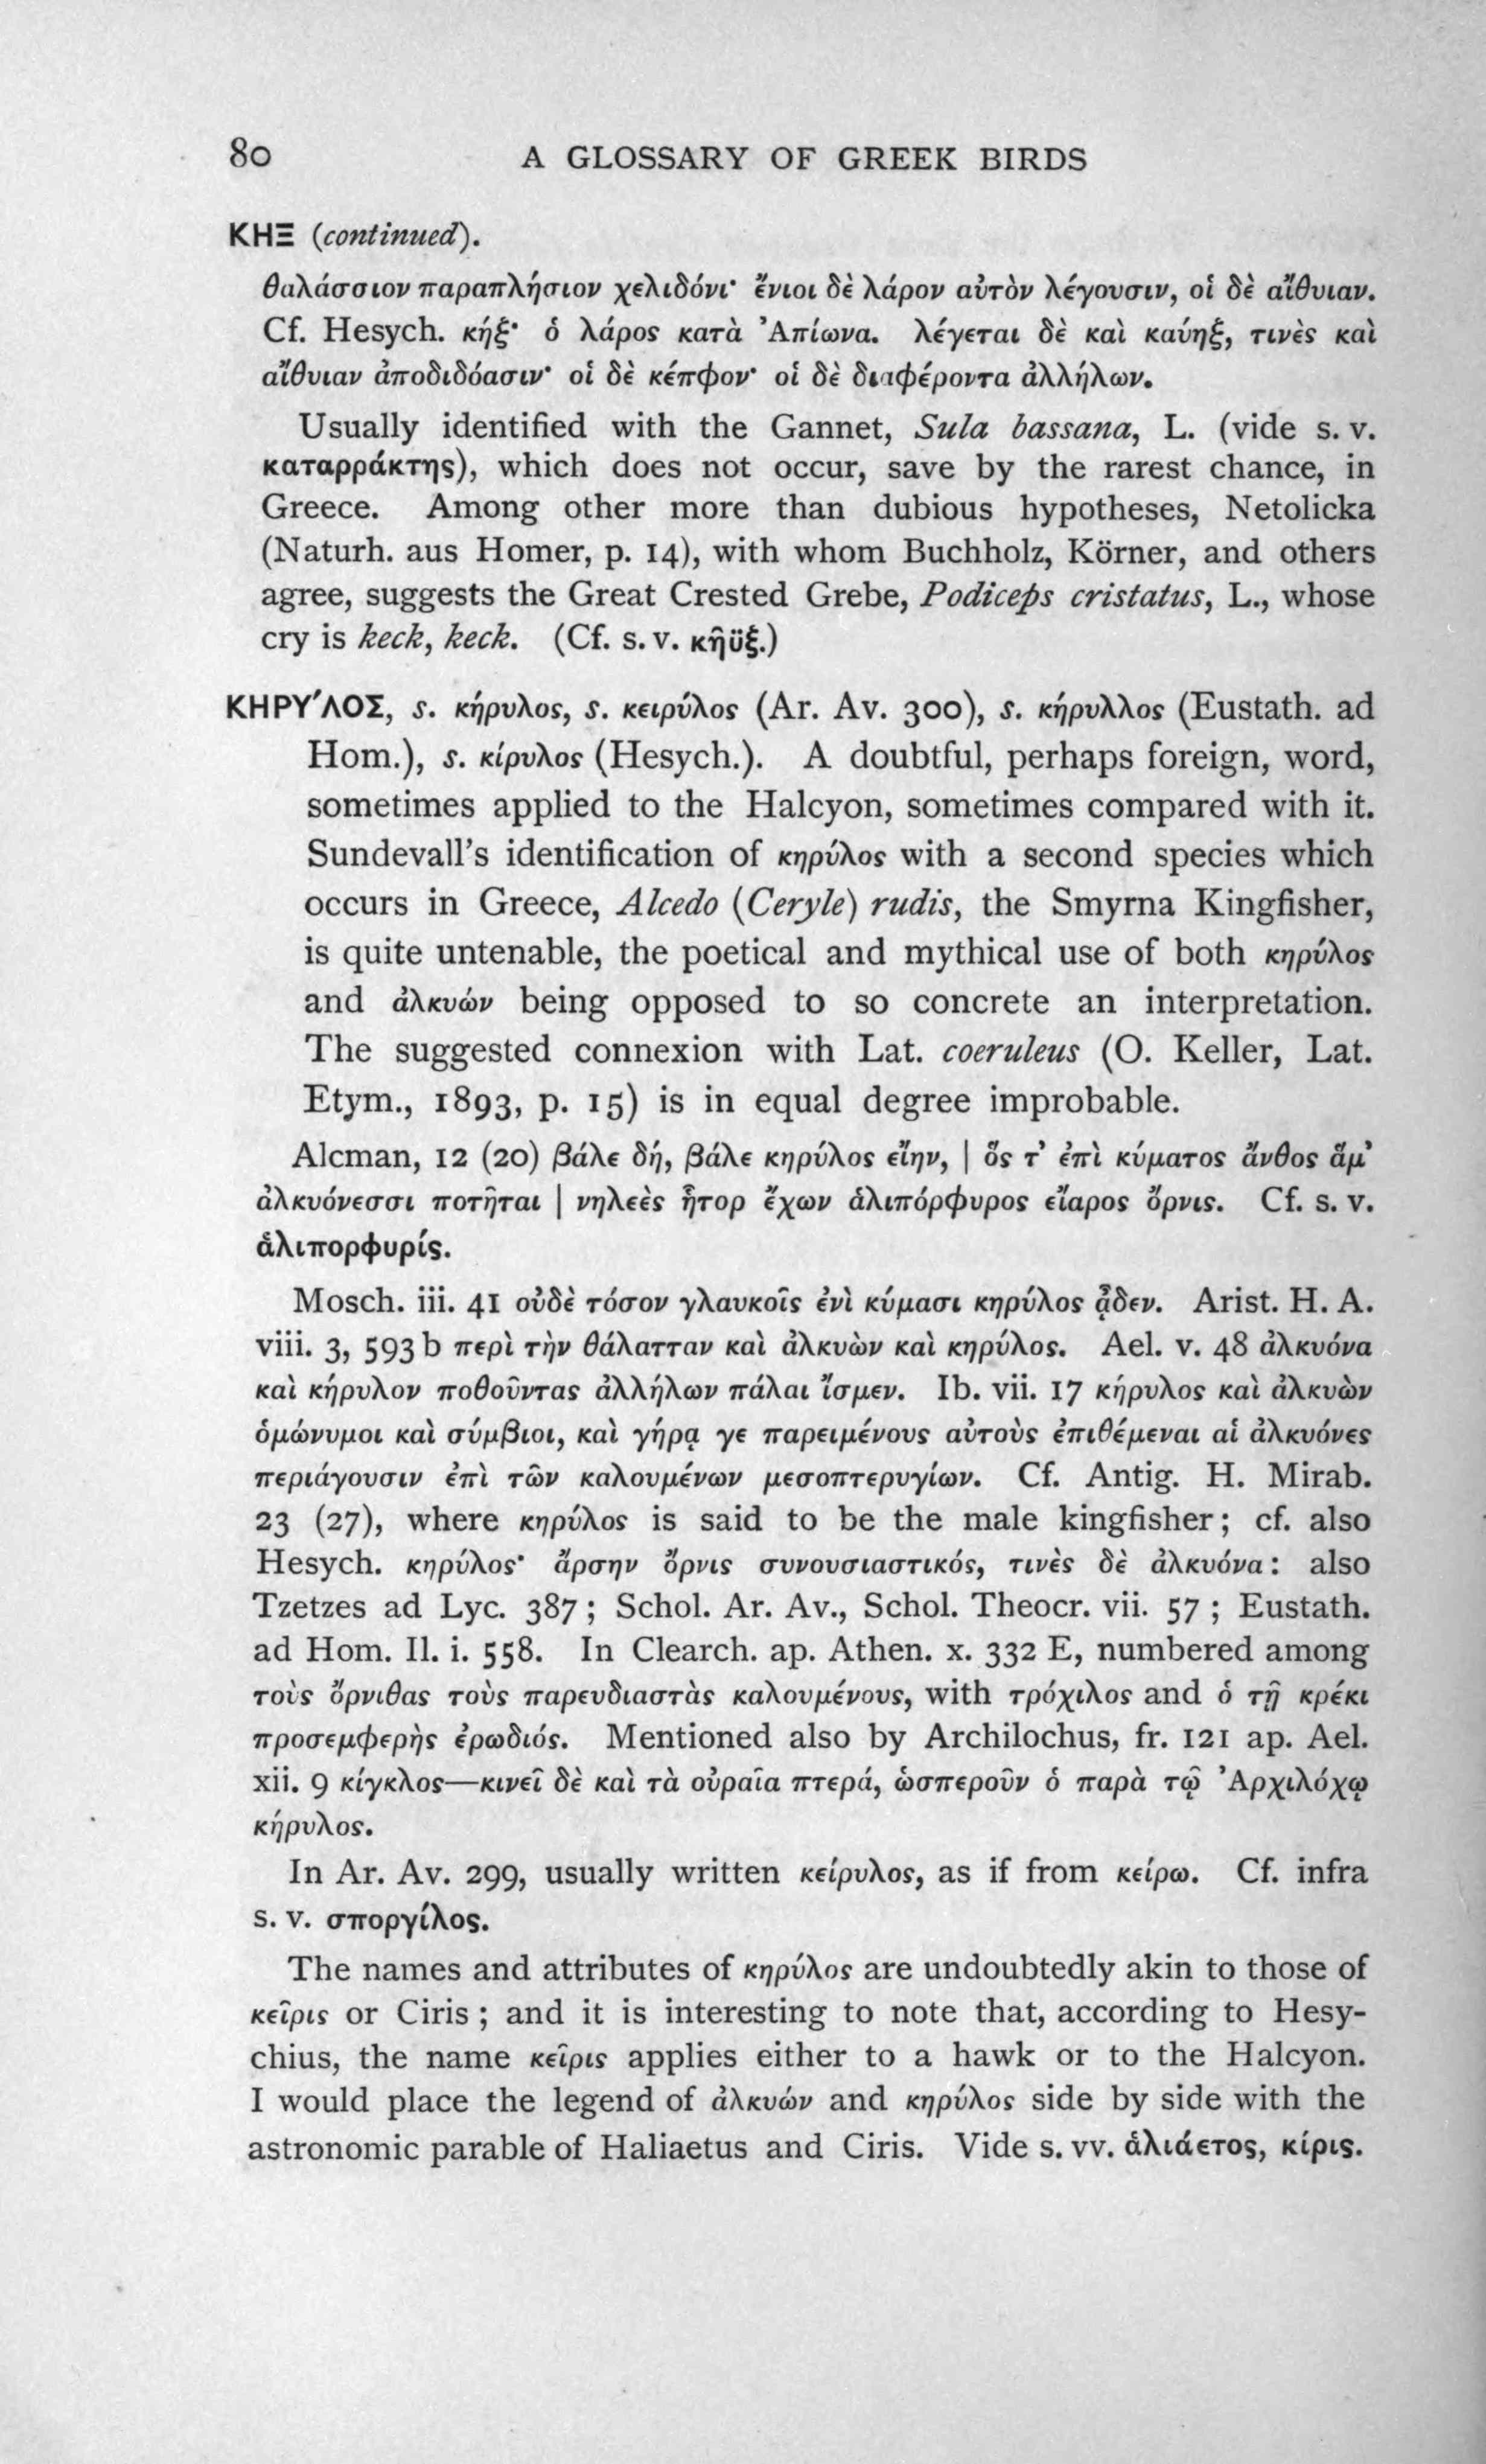 80 A GLOSSARY OF GREEK BIRDS
ΚΗΞ (continued).
θαλάσσιον παραπλήσιον χελιδόνι· ἔνιοι δὲ λάρον αὐτὸν λέγουσιν, οἱ δὲ αἴθυιαν.
Cf. Hesych. κήξ· ὁ λάρος κατὰ Ἀπίωνα. λέγεται δὲ καὶ καύηξ, τινὲς καὶ
αἴθυιαν ἀποδιδόασιν· οἱ δὲ κέπφον· οἱ δὲ διαφέροντα ἀλλήλων.
Usually identified with the Gannet, Sula bassana, L. (vide s. v.
καταρράκτης), which does not occur, save by the rarest chance, in
Greece. Among other more than dubious hypotheses, Netolicka
(Naturh. aus Homer, p. 14), with whom Buchholz, Körner, and others
agree, suggests the Great Crested Grebe, Podiceps cristatus, L., whose
cry is keck, keck. (Cf. s. v. κῆϋξ.)
ΚΗΡΥ´ΛΟΣ, s. κήρυλος, s. κειρύλος (Ar. Av. 300), s. κήρυλλος (Eustath. ad
Hom.), s. κίρυλος (Hesych.). A doubtful, perhaps foreign, word,
sometimes applied to the Halcyon, sometimes compared with it.
Sundevall's identification of κηρύλος with a second species which
occurs in Greece, Alcedo (Ceryle) rudis, the Smyrna Kingfisher,
is quite untenable, the poetical and mythical use of both κηρύλος
and ἀλκυών being opposed to so concrete an interpretation.
The suggested connexion with Lat. coeruleus (O. Keller, Lat.
Etym., 1893, p. 15) is in equal degree improbable.
Alcman, 12 (20) βάλε δή, βάλε κηρύλος εἴην, | ὅς τ' ἐπὶ κύματος ἄνθος ἅμ'
ἀλκυόνεσσι ποτῆται | νηλεὲς ἦτορ ἔχων ἁλιπόρφυρος εἴαρος ὄρνις. Cf. s. v.
ἁλιπορφυρίς.
Mosch. iii. 41 οὐδὲ τόσον γλαυκοῖς ἐνὶ κύμασι κηρύλος ᾆδεν. Arist. H. A.
viii. 3, 593 b περὶ τὴν θάλατταν καὶ ἀλκυὼν καὶ κηρύλος. Ael. v. 48 ἀλκυόνα
καὶ κήρυλον ποθοῦντας ἀλλήλων πάλαι ἴσμεν. Ib. vii. 17 κήρυλος καὶ ἀλκυὼν
ὁμώνυμοι καὶ σύμβιοι, καὶ γήρᾳ γε παρειμένους αὐτοὺς ἐπιθέμεναι αἱ ἀλκυόνες
περιάγουσιν ἐπὶ τῶν καλουμένων μεσοπτερυγίων. Cf. Antig. H. Mirab.
23 (27), where κηρύλος is said to be the male kingfisher; cf. also
Hesych. κηρύλος· ἄρσην ὄρνις συνουσιαστικός, τινὲς δὲ ἀλκυόνα: also
Tzetzes ad Lyc. 387; Schol. Ar. Av., Schol. Theocr. vii. 57; Eustath.
ad Hom. Il. i. 558. In Clearch. ap. Athen. x. 332 E, numbered among
τοὺς ὄρνιθας τοὺς παρευδιαστὰς καλουμένους, with τρόχιλος and ὁ τῇ κρέκι
προσεμφερὴς ἐρωδιός. Mentioned also by Archilochus, fr. 121 ap. Ael.
xii. 9 κίγκλος—κινεῖ δὲ καὶ τὰ οὐραῖα πτερά, ὡσπεροῦν ὁ παρὰ τῷ Ἀρχιλόχῳ
κήρυλος.
In Ar. Av. 299, usually written κείρυλος, as if from κείρω. Cf. infra
s. v. σποργίλος.
The names and attributes of κηρύλος are undoubtedly akin to those of
κεῖρις or Ciris; and it is interesting to note that, according to Hesy-
chius, the name κεῖρις applies either to a hawk or to the Halcyon.
I would place the legend of ἀλκυών and κηρύλος side by side with the
astronomic parable of Haliaetus and Ciris. Vide s. vv. ἁλιάετος, κίρις.